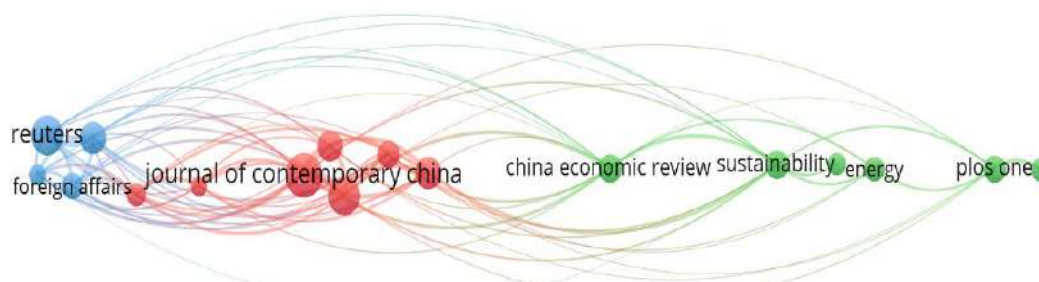 reuters
foreign affairs
journal of contemporary china
china economic review
sustainability
energy
plos one